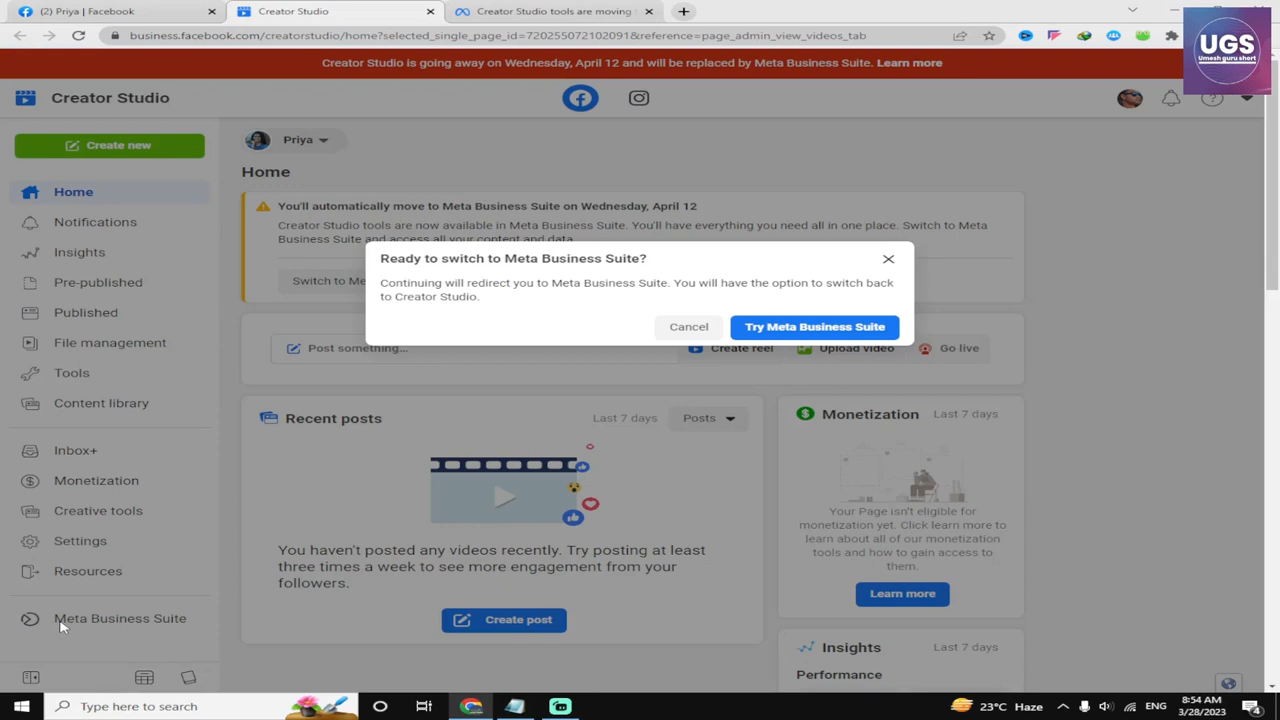 (2) Priya | Facebook
Creator Studio
Creator Studio tools are moving
business.facebook.com/creatorstudio/home?selected_single_page_id=720255072102091&reference=page_admin_view_videos_tab
UGS
Umesh guru short
Creator Studio is going away on Wednesday, April 12 and will be replaced by Meta Business Suite. Learn more
Creator Studio
Create new
Home
Notifications
Insights
Pre-published
Published
File management
Tools
Content library
Inbox+
Monetization
Creative tools
Settings
Resources
Meta Business Suite
Priya
Home
You'll automatically move to Meta Business Suite on Wednesday, April 12
Creator Studio tools are now available in Meta Business Suite. You'll have everything you need all in one place. Switch to Meta
Business Suite and access all your content and data.
Switch to Me
Ready to switch to Meta Business Suite?
Continuing will redirect you to Meta Business Suite. You will have the option to switch back
to Creator Studio.
Cancel
Try Meta Business Suite
Post something...
Create reel
Upload video
Go live
Recent posts
Last 7 days
Posts
You haven't posted any videos recently. Try posting at least
three times a week to see more engagement from your
followers.
Create post
Monetization
Last 7 days
Your Page isn't eligible for
monetization yet. Click learn more to
learn about all of our monetization
tools and how to gain access to
them.
Learn more
Insights
Last 7 days
Performance
Type here to search
23°C Haze
ENG
8:54 AM
3/28/2023
4